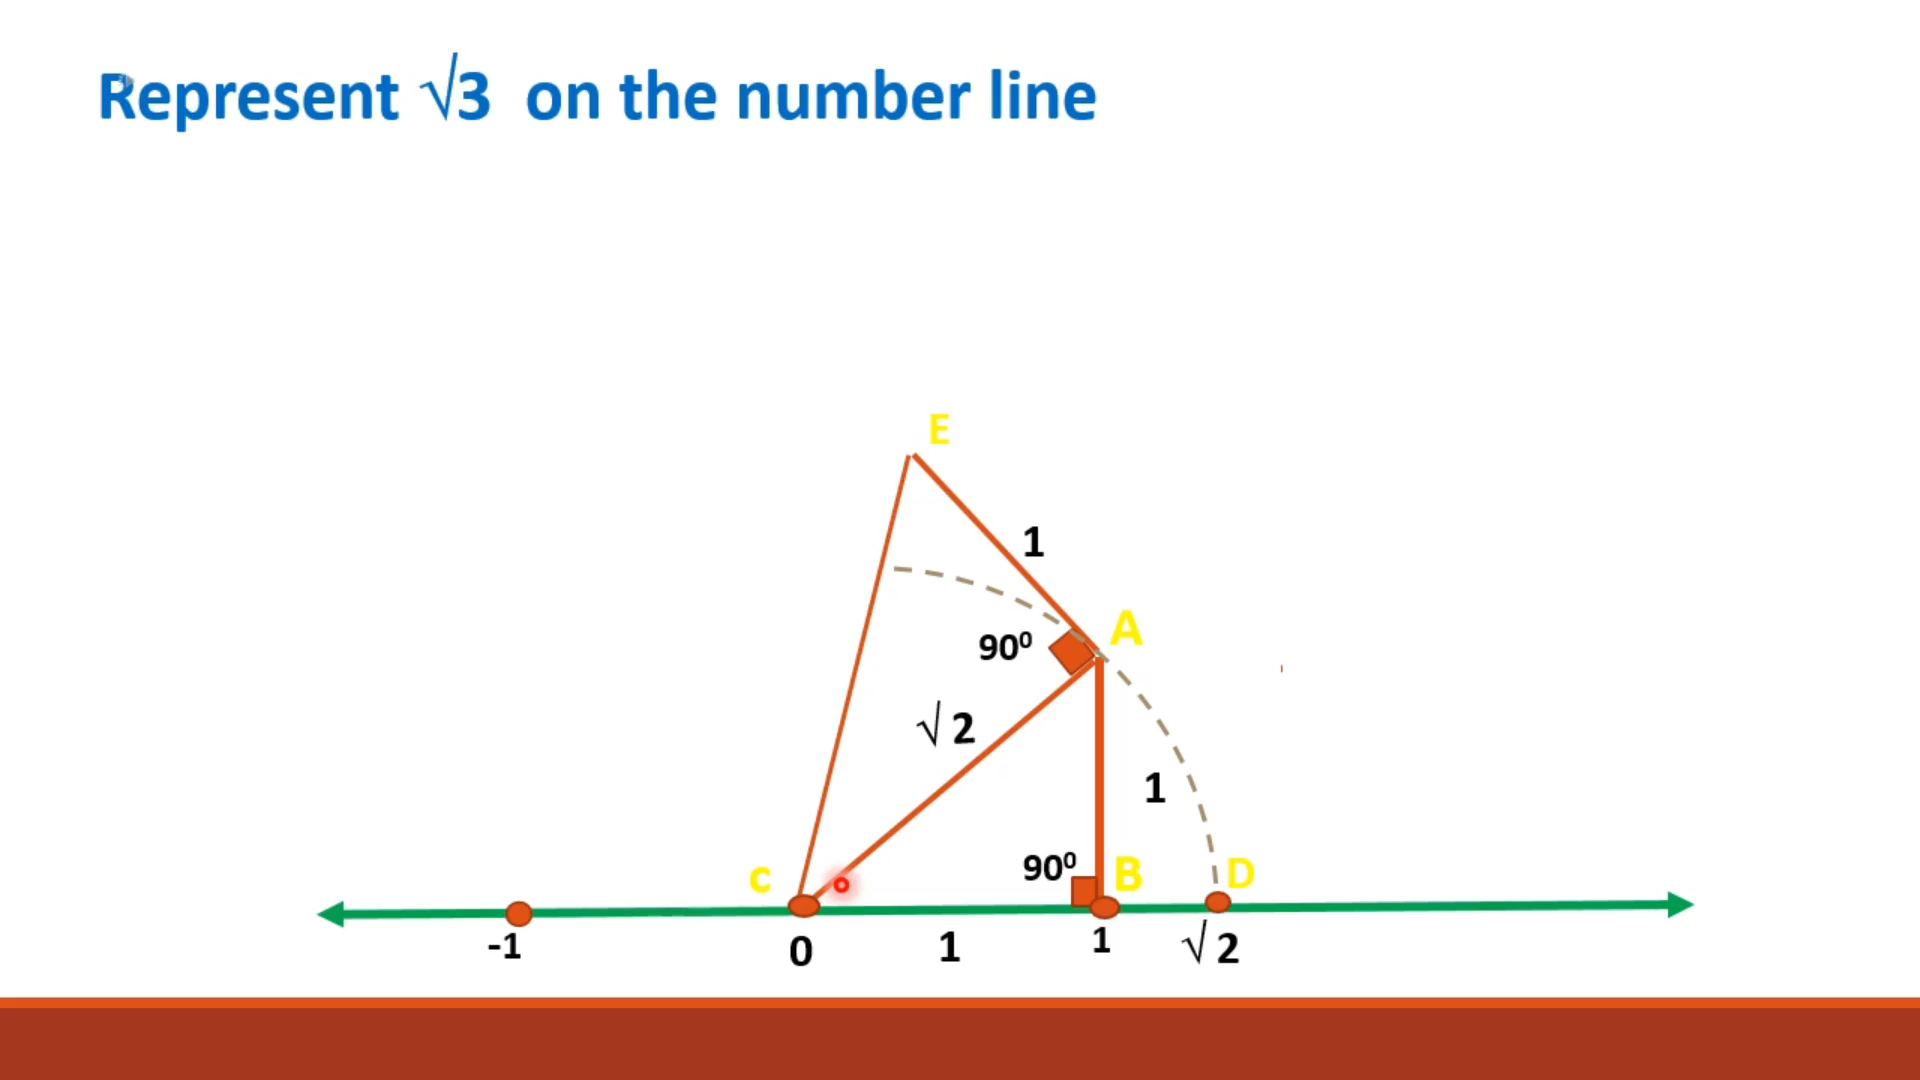 Represent √3 on the number line
E
1
A
90⁰
√ 2
1
90⁰
B
c
D
-1
0
1
1
√ 2